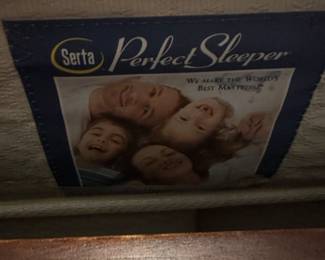 Serta Perfect Sleeper
WE MAKE THE WORLD'S
BEST MATTRESS